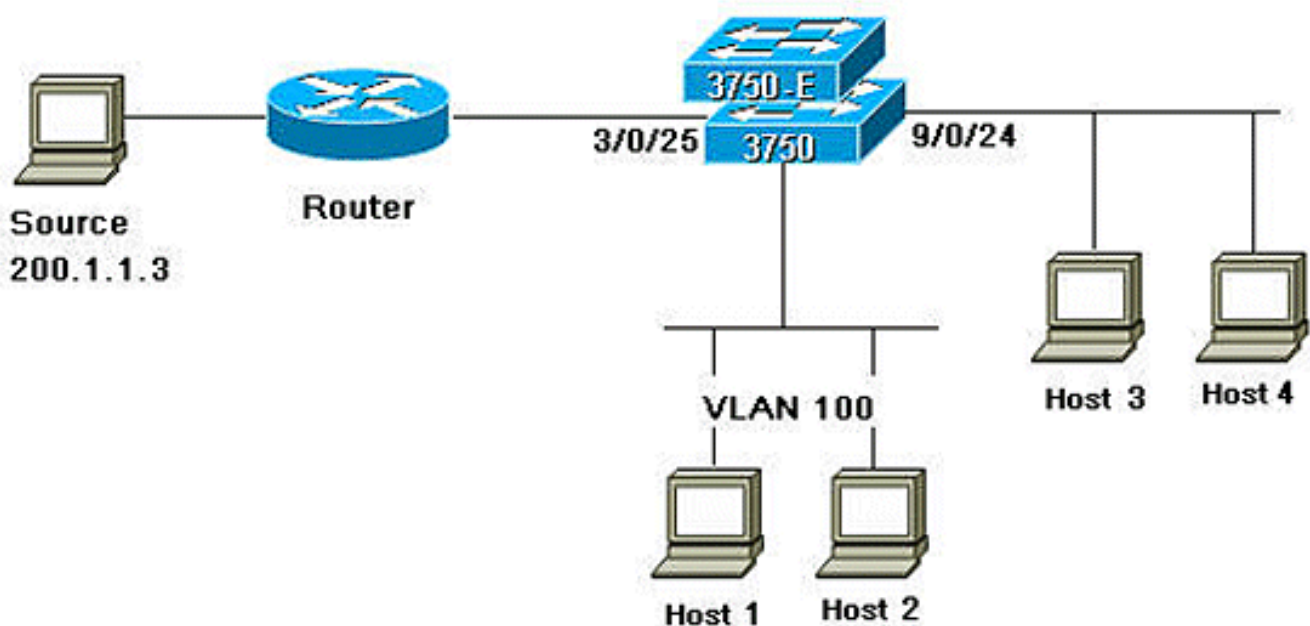 3750-E
3750
3/0/25
9/0/24
Router
Source
200.1.1.3
VLAN 100
Host 3
Host 4
Host 1
Host 2